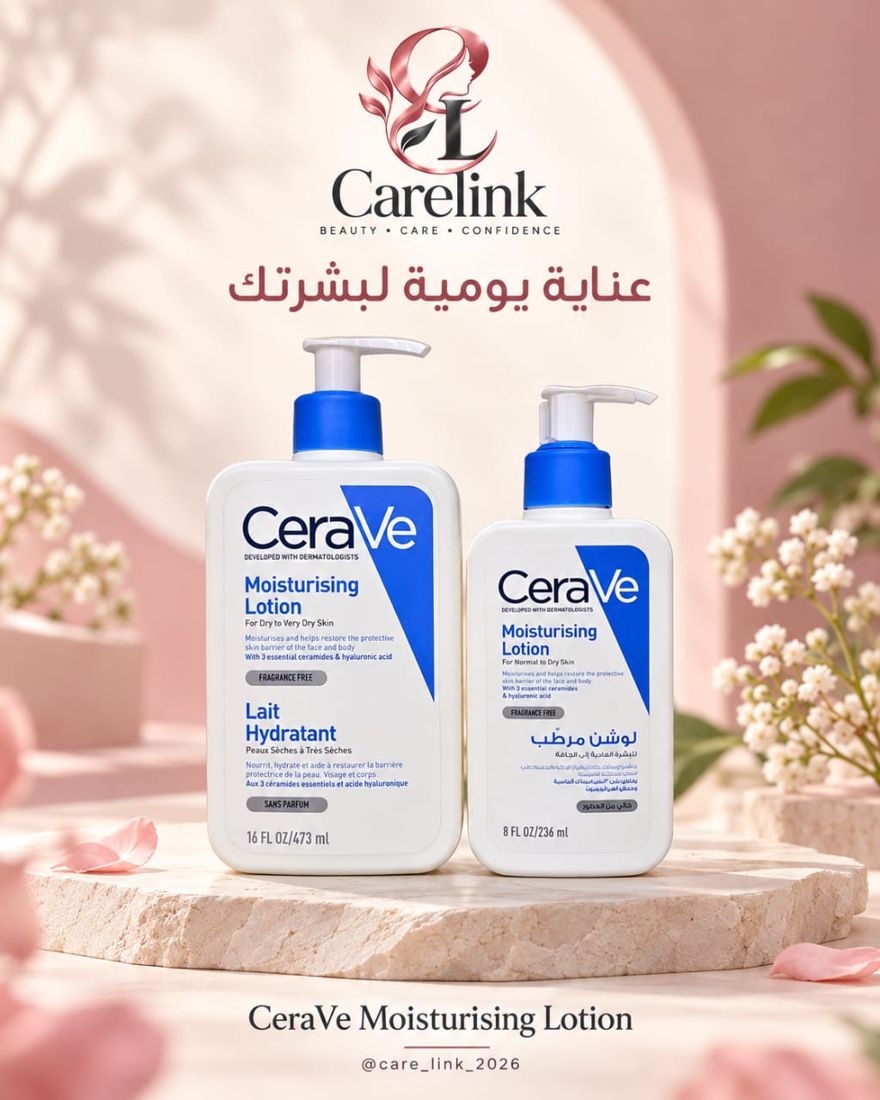 Carelink
BEAUTY • CARE • CONFIDENCE
عناية يومية لبشرتك
CeraVe
DEVELOPED WITH DERMATOLOGISTS
Moisturising
Lotion
For Dry to Very Dry Skin
Moisturises and helps restore the protective
skin barrier of the face and body
With 3 essential ceramides & hyaluronic acid
FRAGRANCE FREE
Lait
Hydratant
Peaux Sèches à Très Sèches
Nourrit, hydrate et aide à restaurer la barrière
protectrice de la peau. Visage et corps
Aux 3 céramides essentiels et acide hyaluronique
SANS PARFUM
16 FL OZ/473 ml
CeraVe
DEVELOPED WITH DERMATOLOGISTS
Moisturising
Lotion
For Normal to Dry Skin
Moisturises and helps restore the protective
skin barrier of the face and body
With 3 essential ceramides
& hyaluronic acid
FRAGRANCE FREE
لوشن مرطّب
للبشرة العادية إلى الجافة
خالي من العطور
8 FL OZ/236 ml
CeraVe Moisturising Lotion
@care_link_2026